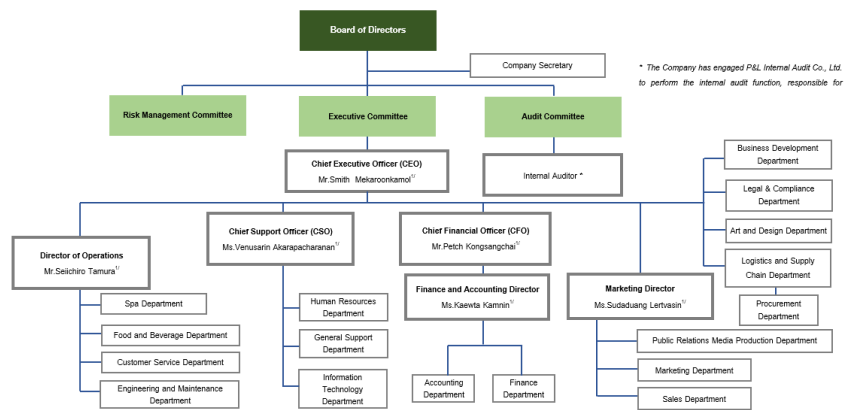 Board of Directors
Company Secretary
* The Company has engaged P&L Internal Audit Co., Ltd.
to perform the internal audit function, responsible for
Risk Management Committee
Executive Committee
Audit Committee
Chief Executive Officer (CEO)
Mr.Smith Mekaroonkamol1/
Internal Auditor *
Business Development
Department
Legal & Compliance
Department
Art and Design Department
Logistics and Supply
Chain Department
Procurement
Department
Director of Operations
Mr.Seiichiro Tamura1/
Chief Support Officer (CSO)
Ms.Venusarin Akarapacharanan1/
Chief Financial Officer (CFO)
Mr.Petch Kongsangchai1/
Finance and Accounting Director
Ms.Kaewta Kamnin1/
Marketing Director
Ms.Sudaduang Lertvasin1/
Spa Department
Food and Beverage Department
Customer Service Department
Engineering and Maintenance
Department
Human Resources
Department
General Support
Department
Information
Technology
Department
Accounting
Department
Finance
Department
Public Relations Media Production Department
Marketing Department
Sales Department